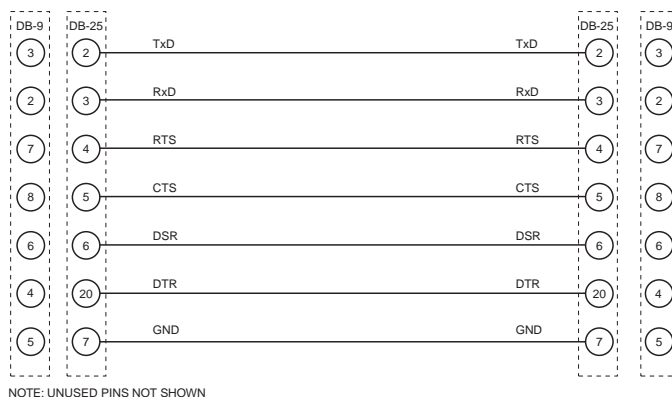 DB-9 DB-25 DB-25 DB-9
3 2 TxD TxD 2 3
2 3 RxD RxD 3 2
7 4 RTS RTS 4 7
8 5 CTS CTS 5 8
6 6 DSR DSR 6 6
4 20 DTR DTR 20 4
5 7 GND GND 7 5
NOTE: UNUSED PINS NOT SHOWN